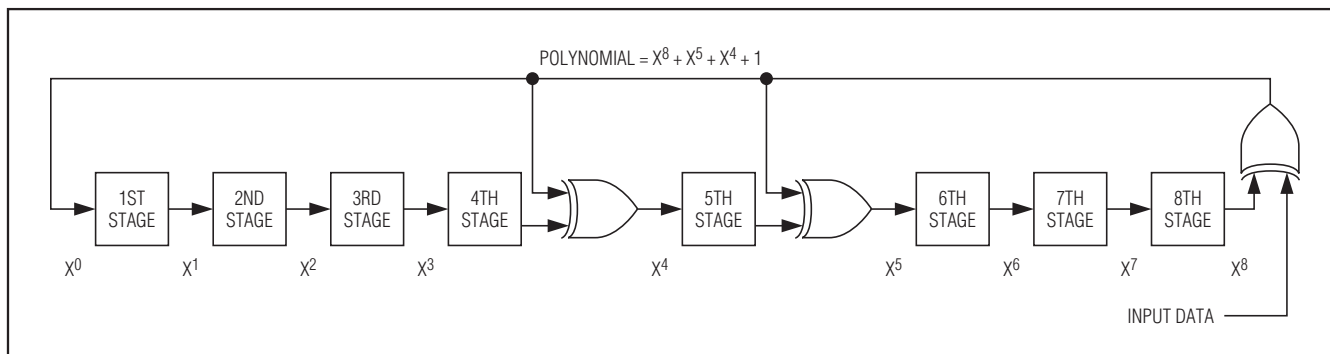 POLYNOMIAL = X⁸ + X⁵ + X⁴ + 1
1ST STAGE
2ND STAGE
3RD STAGE
4TH STAGE
5TH STAGE
6TH STAGE
7TH STAGE
8TH STAGE
X⁰ X¹ X² X³ X⁴ X⁵ X⁶ X⁷ X⁸
INPUT DATA